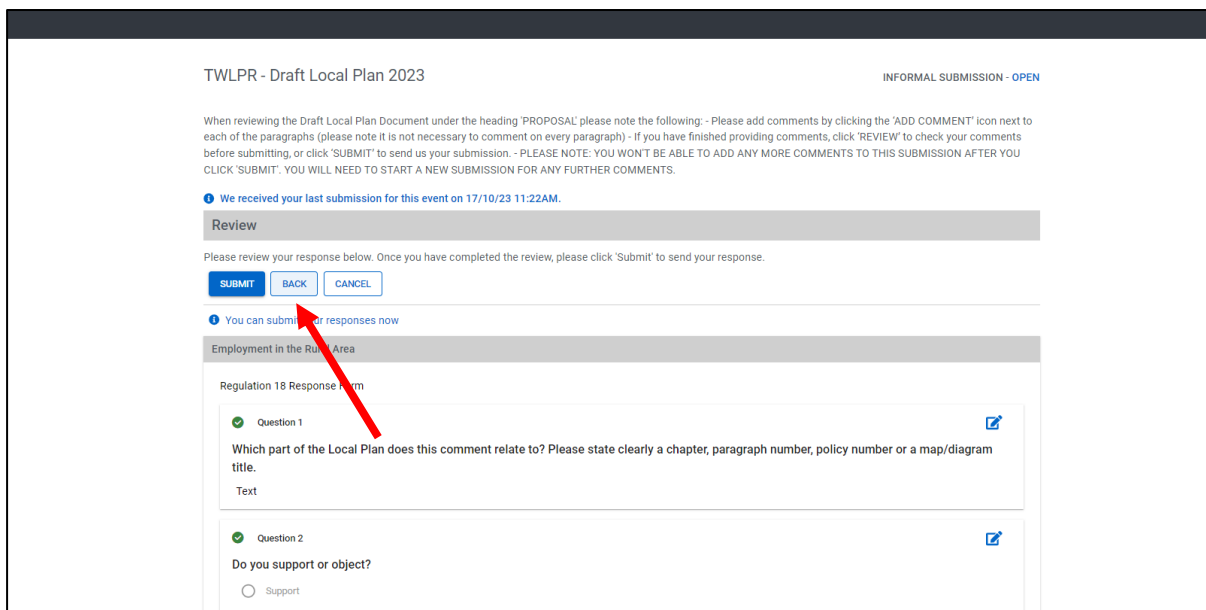 TWLPR - Draft Local Plan 2023
INFORMAL SUBMISSION - OPEN
When reviewing the Draft Local Plan Document under the heading 'PROPOSAL' please note the following: - Please add comments by clicking the 'ADD COMMENT' icon next to
each of the paragraphs (please note it is not necessary to comment on every paragraph) - If you have finished providing comments, click 'REVIEW' to check your comments
before submitting, or click 'SUBMIT' to send us your submission. - PLEASE NOTE: YOU WON'T BE ABLE TO ADD ANY MORE COMMENTS TO THIS SUBMISSION AFTER YOU
CLICK 'SUBMIT'. YOU WILL NEED TO START A NEW SUBMISSION FOR ANY FURTHER COMMENTS.
We received your last submission for this event on 17/10/23 11:22AM.
Review
Please review your response below. Once you have completed the review, please click 'Submit' to send your response.
SUBMIT BACK CANCEL
You can submit your responses now
Employment in the Rural Area
Regulation 18 Response Form
Question 1
Which part of the Local Plan does this comment relate to? Please state clearly a chapter, paragraph number, policy number or a map/diagram
title.
Text
Question 2
Do you support or object?
Support